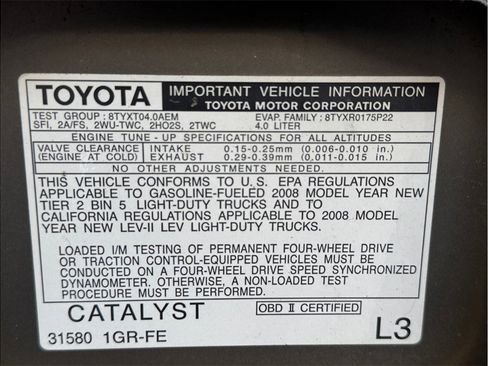 TOYOTA IMPORTANT VEHICLE INFORMATION
TOYOTA MOTOR CORPORATION
TEST GROUP : 8TYXT04.0AEM EVAP. FAMILY : 8TYXR0175P22
SFI, 2A/FS, 2WU-TWC, 2HO2S, 2TWC 4.0 LITER
ENGINE TUNE - UP SPECIFICATIONS FOR ALL ALTITUDES
VALVE CLEARANCE INTAKE 0.15-0.25mm (0.006-0.010 in.)
(ENGINE AT COLD) EXHAUST 0.29-0.39mm (0.011-0.015 in.)
NO OTHER ADJUSTMENTS NEEDED.
THIS VEHICLE CONFORMS TO U.S. EPA REGULATIONS
APPLICABLE TO GASOLINE-FUELED 2008 MODEL YEAR NEW
TIER 2 BIN 5 LIGHT-DUTY TRUCKS AND TO
CALIFORNIA REGULATIONS APPLICABLE TO 2008 MODEL
YEAR NEW LEV-II LEV LIGHT-DUTY TRUCKS.
LOADED I/M TESTING OF PERMANENT FOUR-WHEEL DRIVE
OR TRACTION CONTROL-EQUIPPED VEHICLES MUST BE
CONDUCTED ON A FOUR-WHEEL DRIVE SPEED SYNCHRONIZED
DYNAMOMETER. OTHERWISE, A NON-LOADED TEST
PROCEDURE MUST BE USED.
CATALYST OBD II CERTIFIED
31580 1GR-FE L3